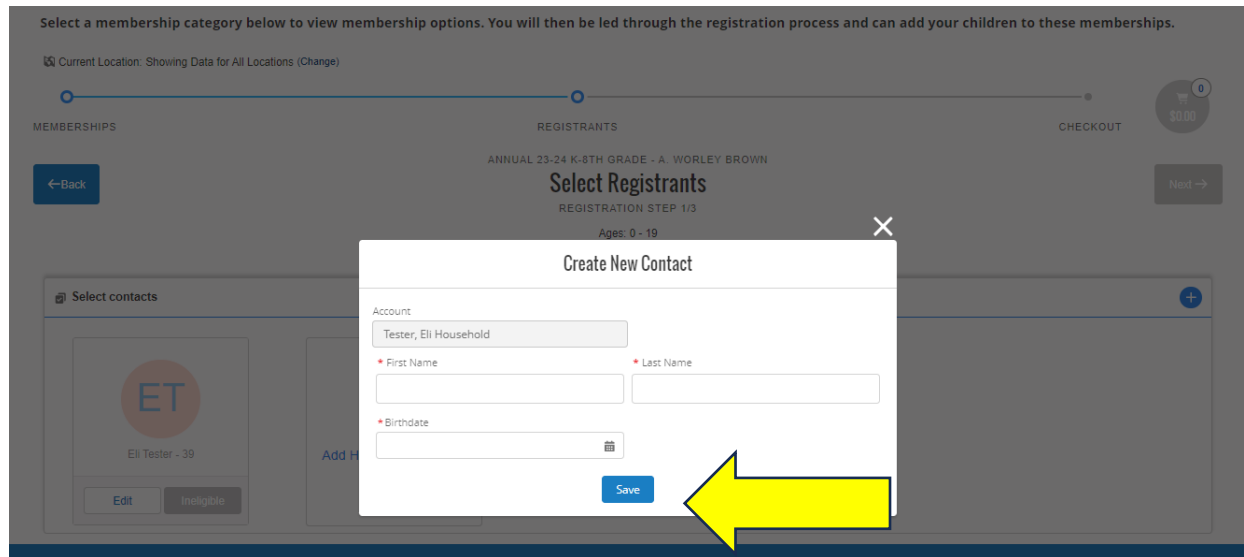 Select a membership category below to view membership options. You will then be led through the registration process and can add your children to these memberships.
Current Location: Showing Data for All Locations (Change)
0
$0.00
MEMBERSHIPS
REGISTRANTS
CHECKOUT
ANNUAL 23-24 K-8TH GRADE - A. WORLEY BROWN
←Back
Select Registrants
Next →
REGISTRATION STEP 1/3
Ages: 0 - 19
Create New Contact
Select contacts
Account
Tester, Eli Household
* First Name
* Last Name
ET
* Birthdate
Eli Tester - 39
Add H
Edit
Ineligible
Save